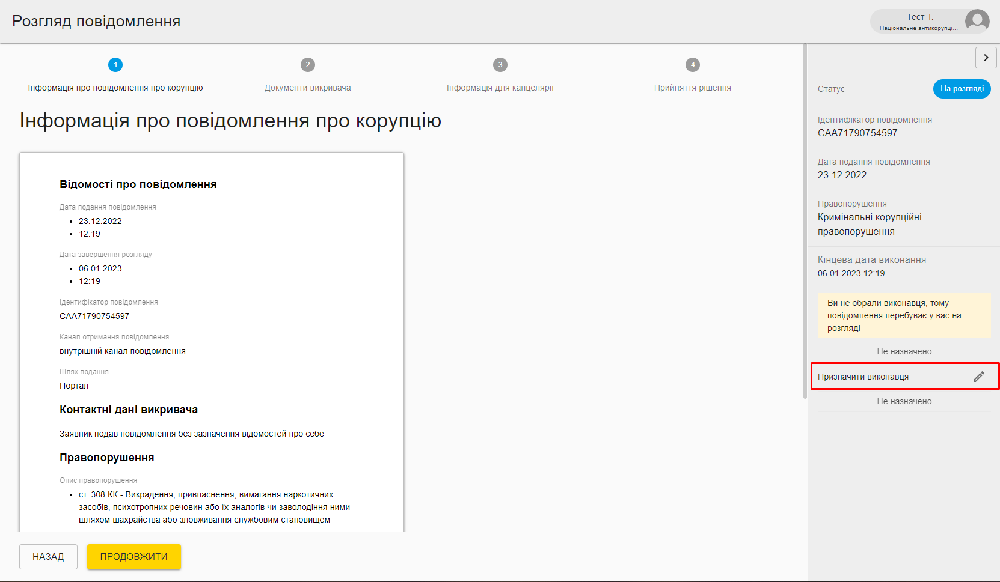 Розгляд повідомлення
Тест Т.
Національне антикорупці...
1
2
3
4
Інформація про повідомлення про корупцію
Документи викривача
Інформація для канцелярії
Прийняття рішення
Інформація про повідомлення про корупцію
Відомості про повідомлення
Дата подання повідомлення
• 23.12.2022
• 12:19
Дата завершення розгляду
• 06.01.2023
• 12:19
Ідентифікатор повідомлення
CAA71790754597
Канал отримання повідомлення
внутрішній канал повідомлення
Шлях подання
Портал
Контактні дані викривача
Заявник подав повідомлення без зазначення відомостей про себе
Правопорушення
Опис правопорушення
• ст. 308 КК - Викрадення, привласнення, вимагання наркотичних
засобів, психотропних речовин або їх аналогів чи заволодіння ними
шляхом шахрайства або зловживання службовим становищем
НАЗАД
ПРОДОВЖИТИ
Статус
На розгляді
Ідентифікатор повідомлення
CAA71790754597
Дата подання повідомлення
23.12.2022
Правопорушення
Кримінальні корупційні
правопорушення
Кінцева дата виконання
06.01.2023 12:19
Ви не обрали виконавця, тому
повідомлення перебуває у вас на
розгляді
Не назначено
Призначити виконавця
Не назначено